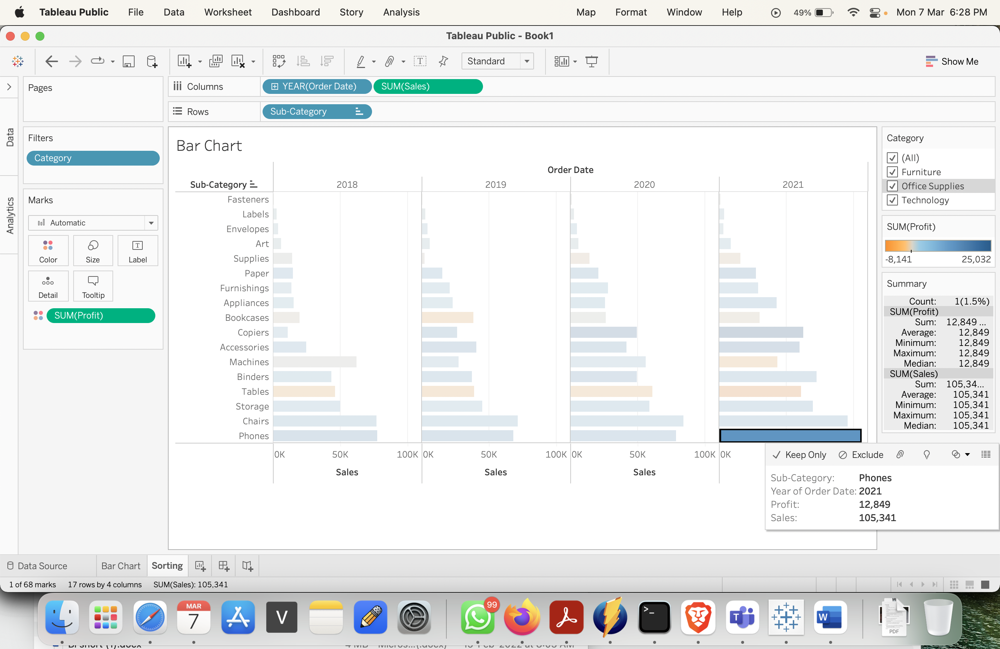 Tableau Public File Data Worksheet Dashboard Story Analysis Map Format Window Help 49% Mon 7 Mar 6:28 PM
Tableau Public - Book1
Standard
Show Me
Pages
Columns YEAR(Order Date) SUM(Sales)
Rows Sub-Category
Data
Analytics
Filters
Category
Marks
Automatic
Color Size Label
Detail Tooltip
SUM(Profit)
Bar Chart
Order Date
Sub-Category 2018 2019 2020 2021
Fasteners
Labels
Envelopes
Art
Supplies
Paper
Furnishings
Appliances
Bookcases
Copiers
Accessories
Machines
Binders
Tables
Storage
Chairs
Phones
0K 50K 100K 0K 50K 100K 0K 50K 100K 0K
Sales Sales Sales
Category
(All)
Furniture
Office Supplies
Technology
SUM(Profit)
-8,141 25,032
Summary
Count: 1(1.5%)
SUM(Profit)
Sum: 12,849 ...
Average: 12,849
Minimum: 12,849
Maximum: 12,849
Median: 12,849
SUM(Sales)
Sum: 105,34...
Average: 105,341
Minimum: 105,341
Maximum: 105,341
Median: 105,341
Keep Only Exclude
Sub-Category: Phones
Year of Order Date: 2021
Profit: 12,849
Sales: 105,341
Data Source Bar Chart Sorting
1 of 68 marks 17 rows by 4 columns SUM(Sales): 105,341
MAR
7
V
99
>_
T
W
PDF